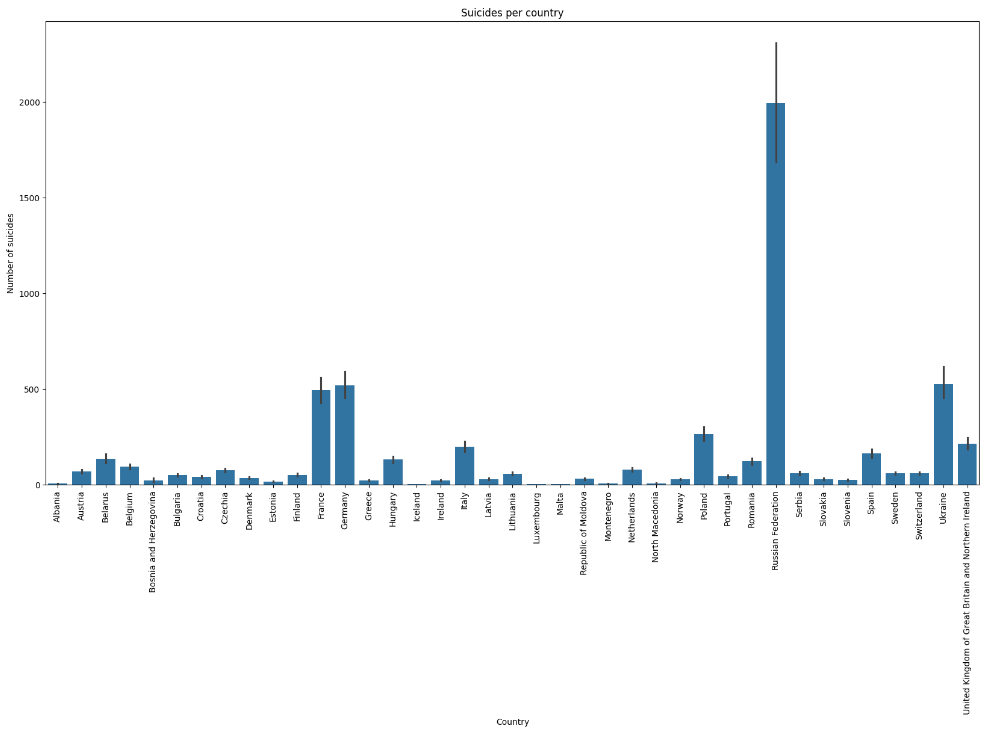 Suicides per country
Number of suicides
2000
1500
1000
500
0
Albania
Austria
Belarus
Belgium
Bosnia and Herzegovina
Bulgaria
Croatia
Czechia
Denmark
Estonia
Finland
France
Germany
Greece
Hungary
Iceland
Ireland
Italy
Latvia
Lithuania
Luxembourg
Malta
Republic of Moldova
Montenegro
Netherlands
North Macedonia
Norway
Poland
Portugal
Romania
Russian Federation
Serbia
Slovakia
Slovenia
Spain
Sweden
Switzerland
Ukraine
United Kingdom of Great Britain and Northern Ireland
Country